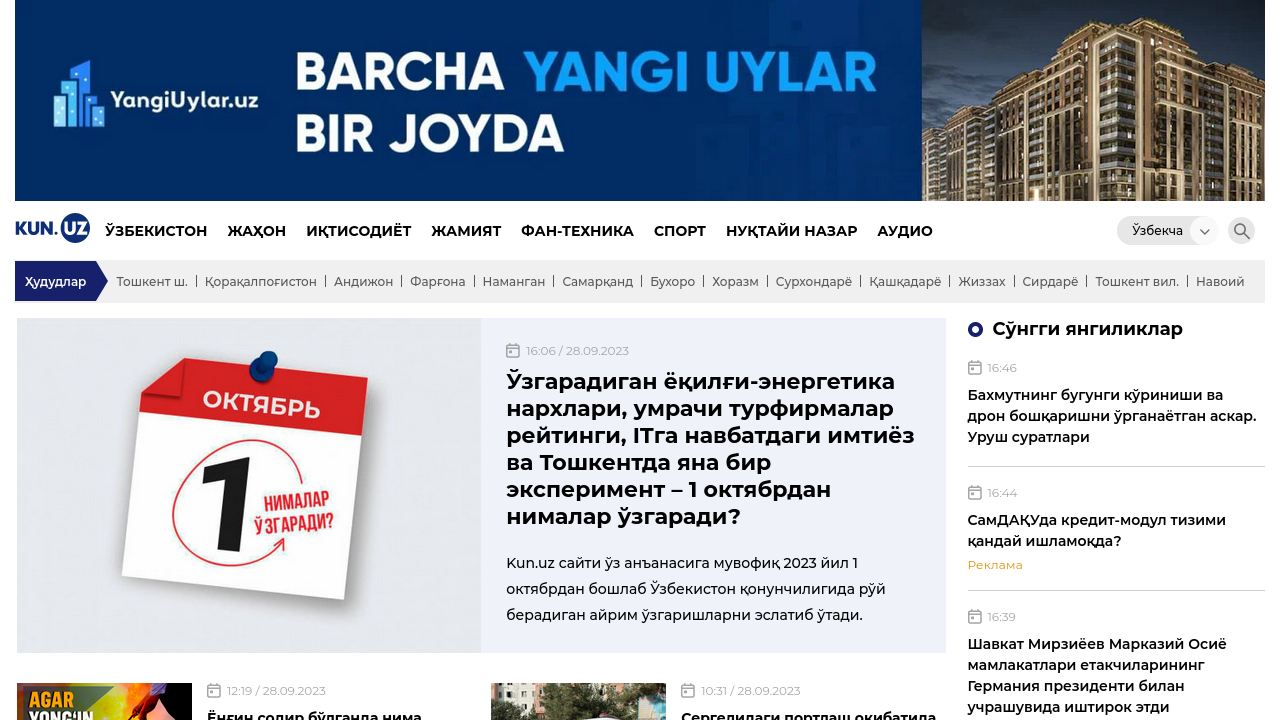 YangiUylar.uz
BARCHA YANGI UYLAR
BIR JOYDA
KUN.UZ
ЎЗБЕКИСТОН ЖАҲОН ИҚТИСОДИЁТ ЖАМИЯТ ФАН-ТЕХНИКА СПОРТ НУҚТАЙИ НАЗАР АУДИО
Ўзбекча
Ҳудудлар
Тошкент ш. | Қорақалпоғистон | Андижон | Фарғона | Наманган | Самарқанд | Бухоро | Хоразм | Сурхондарё | Қашқадарё | Жиззах | Сирдарё | Тошкент вил. | Навоий
ОКТЯБРЬ
1
НИМАЛАР
ЎЗГАРАДИ?
16:06 / 28.09.2023
Ўзгарадиган ёқилғи-энергетика
нархлари, умрачи турфирмалар
рейтинги, ITга навбатдаги имтиёз
ва Тошкентда яна бир
эксперимент – 1 октябрдан
нималар ўзгаради?
Kun.uz сайти ўз анъанасига мувофиқ 2023 йил 1
октябрдан бошлаб Ўзбекистон қонунчилигида рўй
берадиган айрим ўзгаришларни эслатиб ўтади.
Сўнгги янгиликлар
16:46
Бахмутнинг бугунги кўриниши ва
дрон бошқаришни ўрганаётган аскар.
Уруш суратлари
16:44
СамДАҚУда кредит-модул тизими
қандай ишламоқда?
Реклама
16:39
Шавкат Мирзиёев Марказий Осиё
мамлакатлари етакчиларининг
Германия президенти билан
учрашувида иштирок этди
AGAR
YONG'IN
12:19 / 28.09.2023
Ёнғин содир бўлганда нима
10:31 / 28.09.2023
Сергелидаги портлаш оқибатида